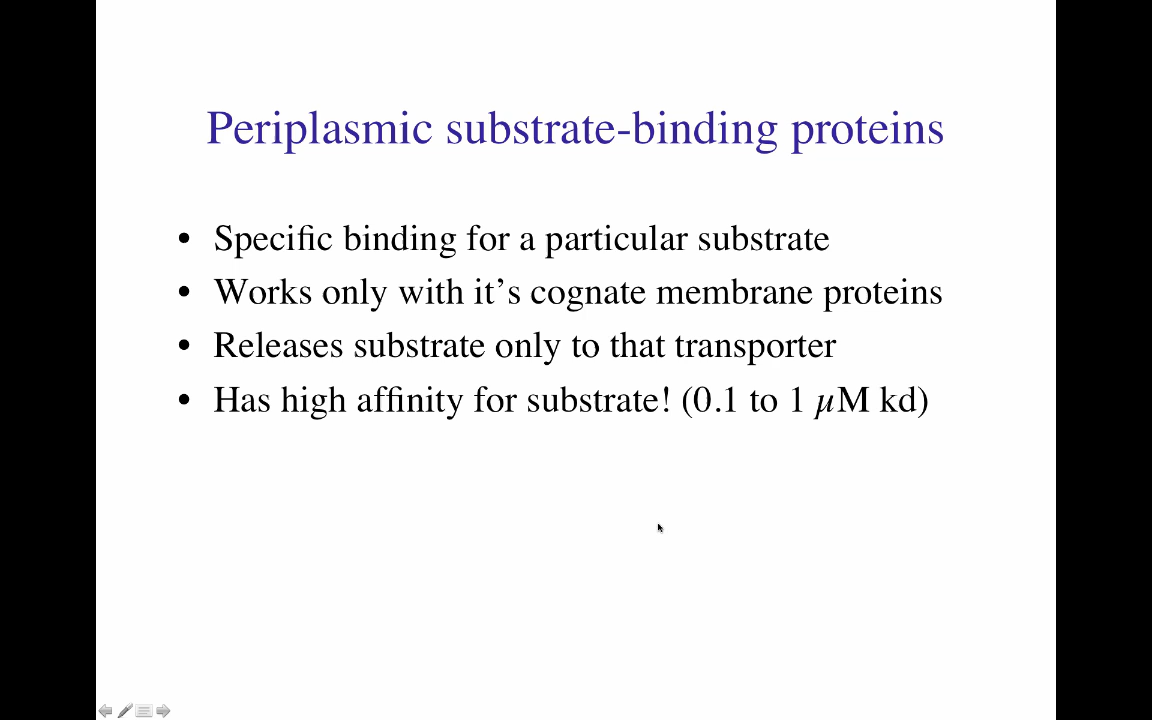 Periplasmic substrate-binding proteins
• Specific binding for a particular substrate
• Works only with it’s cognate membrane proteins
• Releases substrate only to that transporter
• Has high affinity for substrate! (0.1 to 1 µM kd)